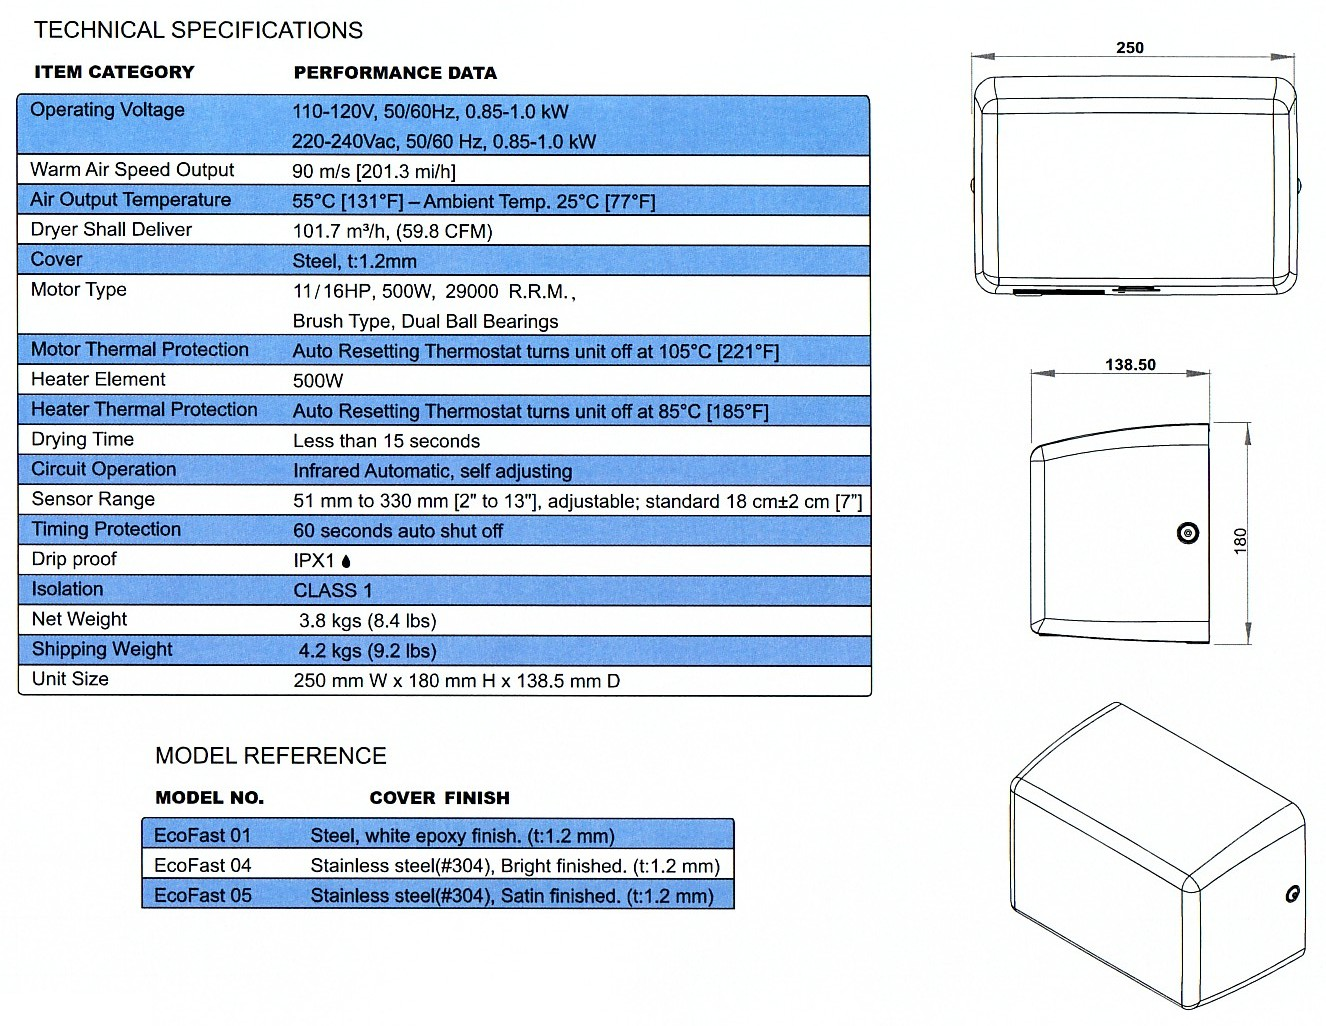 TECHNICAL SPECIFICATIONS
ITEM CATEGORY PERFORMANCE DATA
Operating Voltage 110-120V, 50/60Hz, 0.85-1.0 kW
220-240Vac, 50/60 Hz, 0.85-1.0 kW
Warm Air Speed Output 90 m/s [201.3 mi/h]
Air Output Temperature 55°C [131°F] – Ambient Temp. 25°C [77°F]
Dryer Shall Deliver 101.7 m³/h, (59.8 CFM)
Cover Steel, t:1.2mm
Motor Type 11/16HP, 500W, 29000 R.R.M.,
Brush Type, Dual Ball Bearings
Motor Thermal Protection Auto Resetting Thermostat turns unit off at 105°C [221°F]
Heater Element 500W
Heater Thermal Protection Auto Resetting Thermostat turns unit off at 85°C [185°F]
Drying Time Less than 15 seconds
Circuit Operation Infrared Automatic, self adjusting
Sensor Range 51 mm to 330 mm [2" to 13"], adjustable; standard 18 cm±2 cm [7"]
Timing Protection 60 seconds auto shut off
Drip proof IPX1
Isolation CLASS 1
Net Weight 3.8 kgs (8.4 lbs)
Shipping Weight 4.2 kgs (9.2 lbs)
Unit Size 250 mm W x 180 mm H x 138.5 mm D
MODEL REFERENCE
MODEL NO. COVER FINISH
EcoFast 01 Steel, white epoxy finish. (t:1.2 mm)
EcoFast 04 Stainless steel(#304), Bright finished. (t:1.2 mm)
EcoFast 05 Stainless steel(#304), Satin finished. (t:1.2 mm)
250
138.50
180